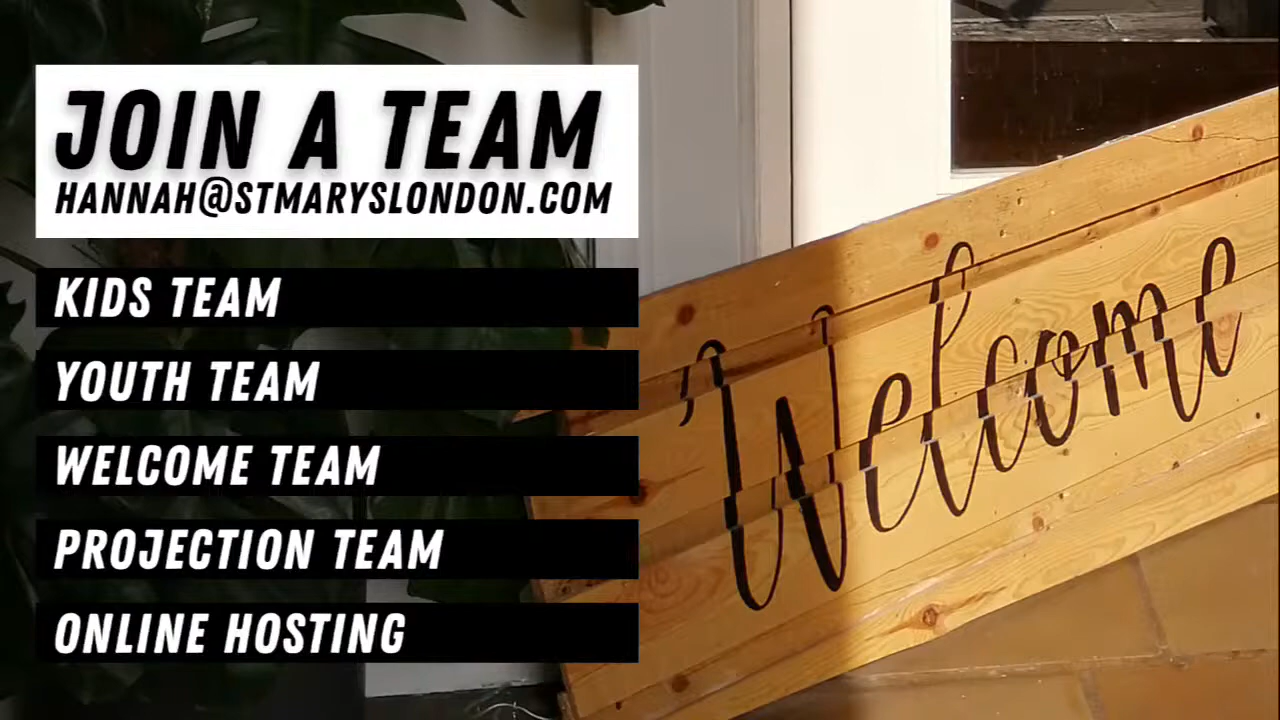 JOIN A TEAM
HANNAH@STMARYSLONDON.COM
KIDS TEAM
YOUTH TEAM
WELCOME TEAM
PROJECTION TEAM
ONLINE HOSTING
Welcome